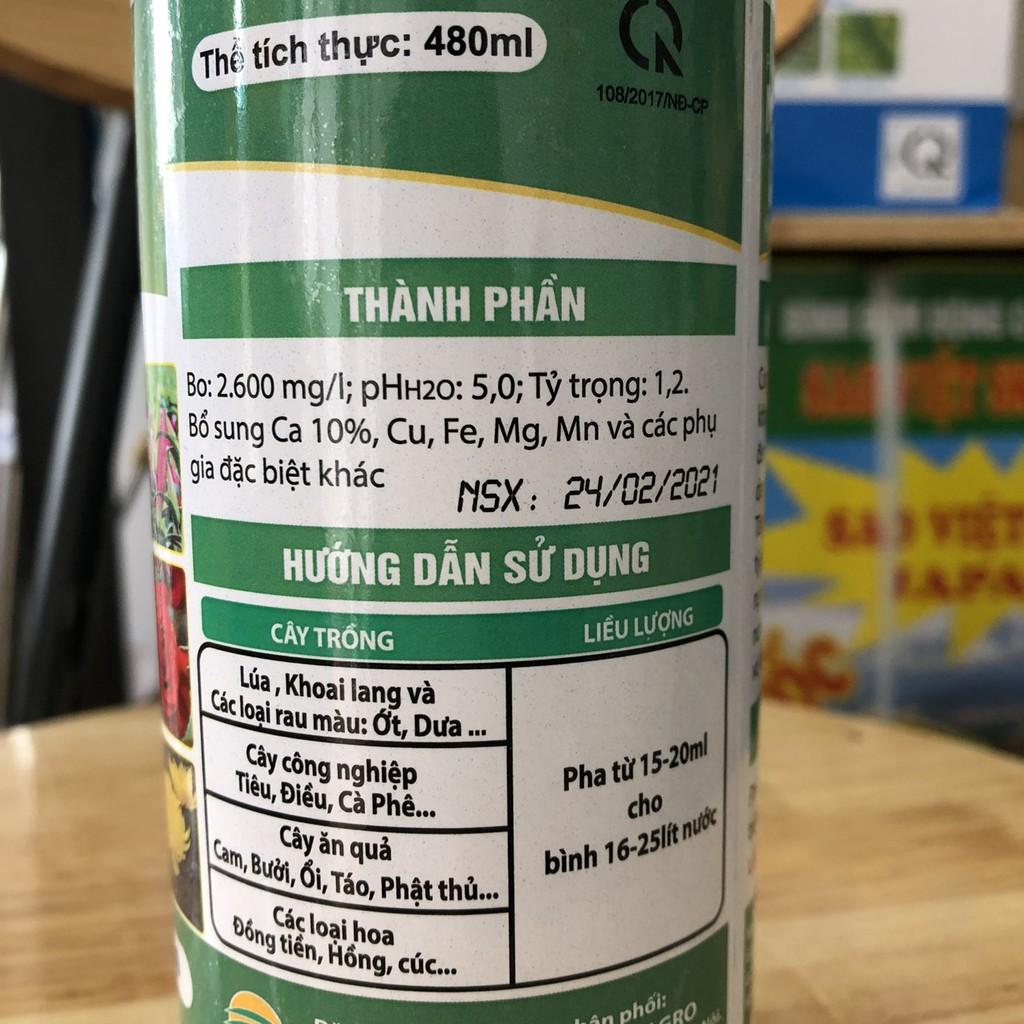 Thể tích thực: 480ml
108/2017/NĐ-CP
THÀNH PHẦN
Bo: 2.600 mg/l; pHH2O: 5,0; Tỷ trọng: 1,2.
Bổ sung Ca 10%, Cu, Fe, Mg, Mn và các phụ
gia đặc biệt khác
NSX: 24/02/2021
HƯỚNG DẪN SỬ DỤNG
CÂY TRỒNG
LIỀU LƯỢNG
Lúa , Khoai lang và
Các loại rau màu: Ớt, Dưa ...
Cây công nghiệp
Tiêu, Điều, Cà Phê...
Cây ăn quả
Cam, Bưởi, Ổi, Táo, Phật thủ...
Các loại hoa
Đồng tiền, Hồng, cúc...
Pha từ 15-20ml
cho
bình 16-25lít nước
phối:
SAO VIỆT